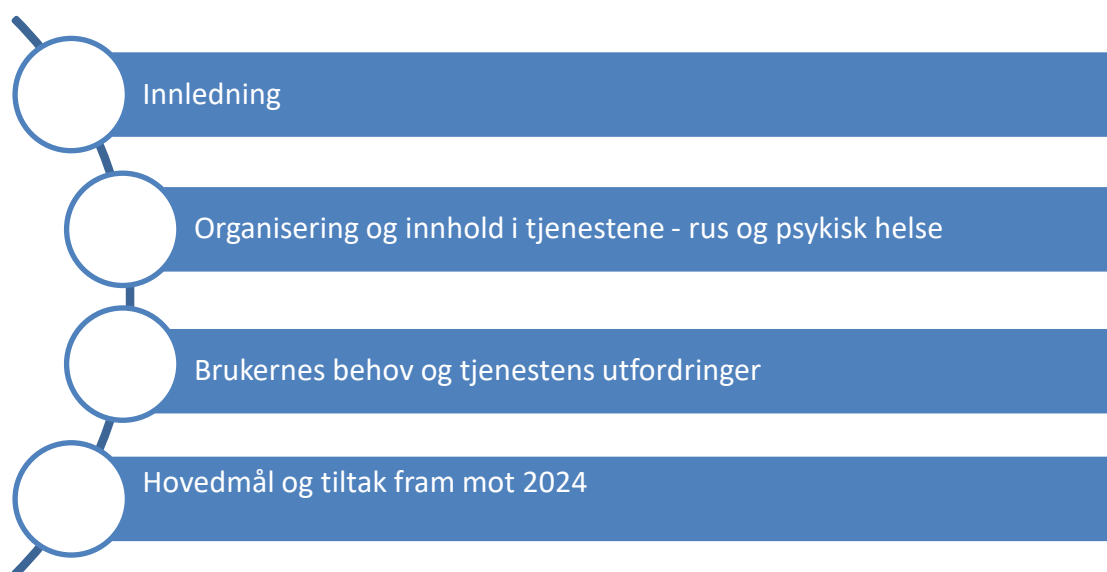 Innledning
Organisering og innhold i tjenestene - rus og psykisk helse
Brukernes behov og tjenestens utfordringer
Hovedmål og tiltak fram mot 2024